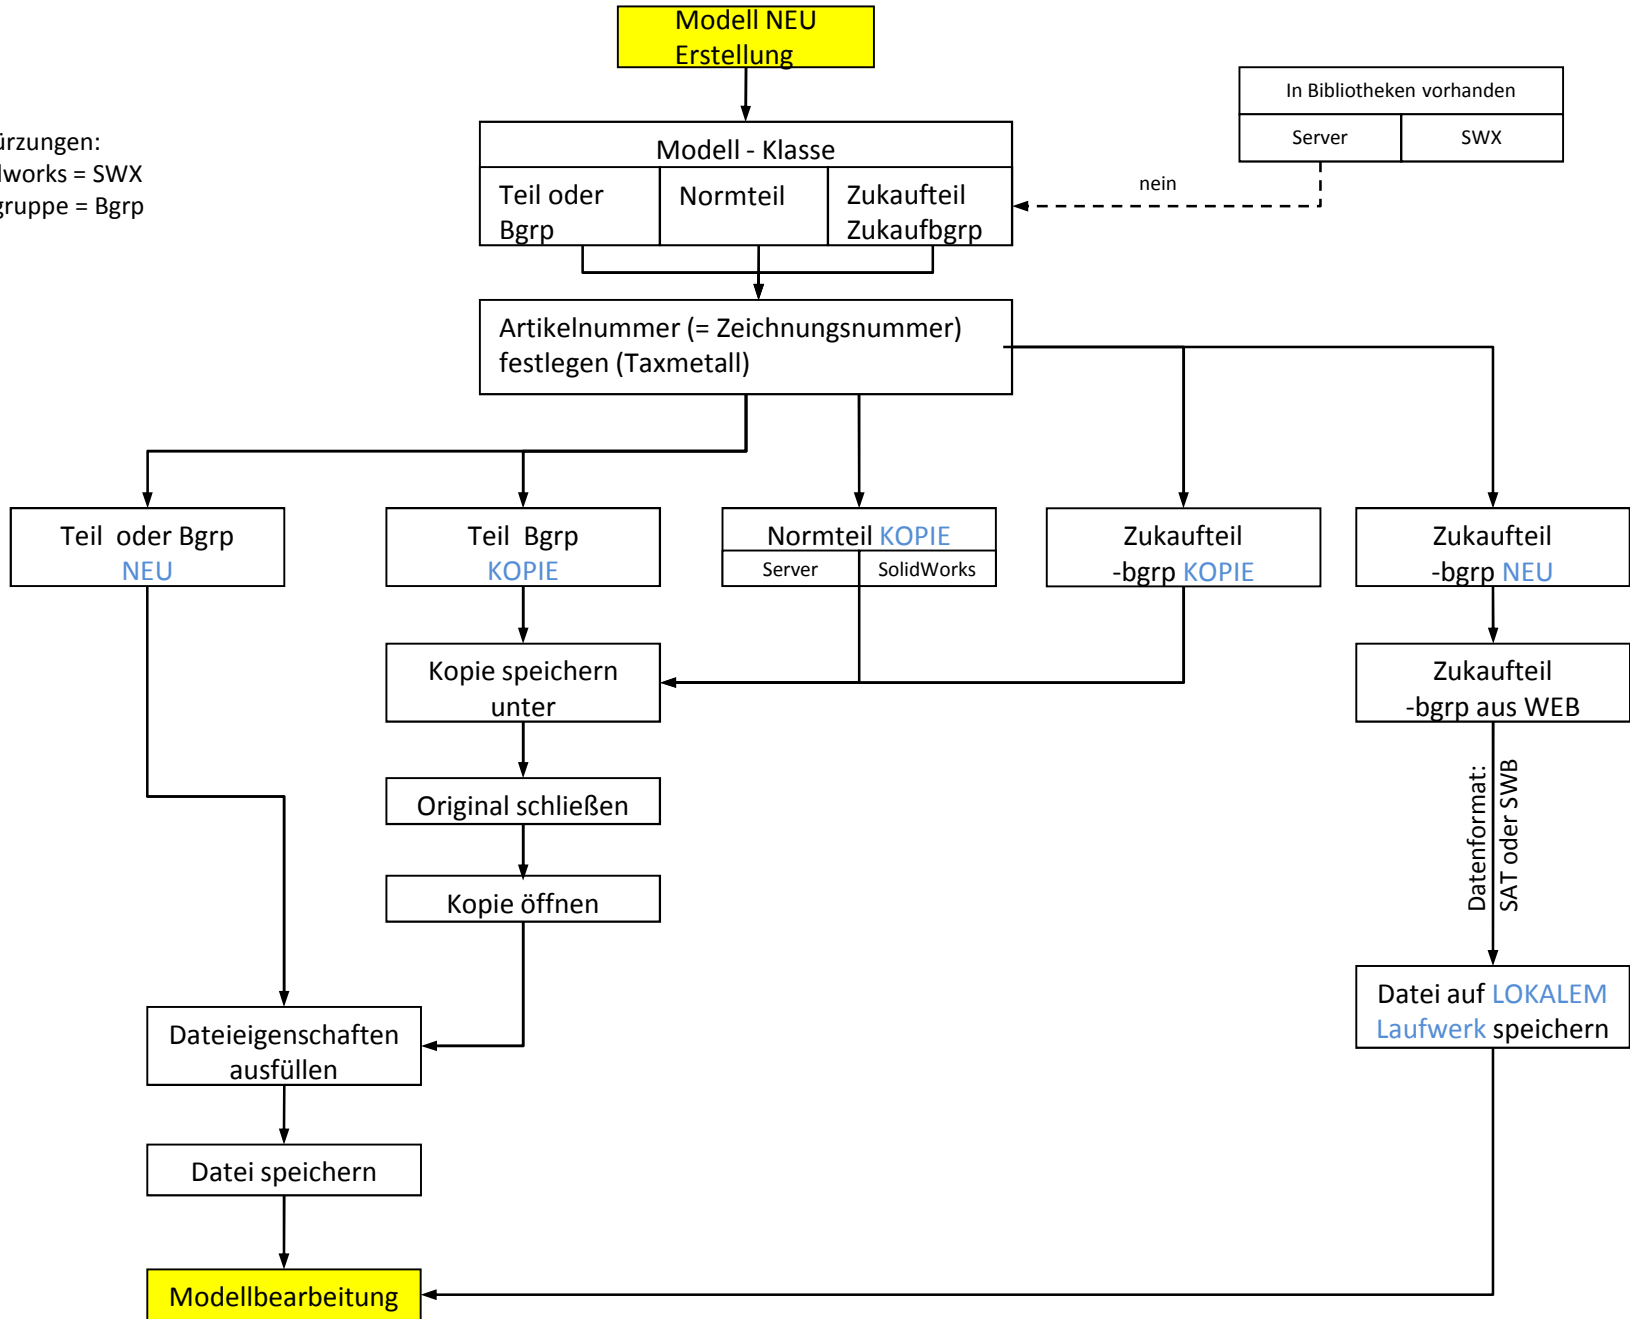 Modell NEU
Erstellung
In Bibliotheken vorhanden
Server
SWX
ürzungen:
lworks = SWX
gruppe = Bgrp
Modell - Klasse
Teil oder
Bgrp
Normteil
Zukaufteil
Zukaufbgrp
nein
Artikelnummer (= Zeichnungsnummer)
festlegen (Taxmetall)
Teil oder Bgrp
NEU
Teil Bgrp
KOPIE
Normteil KOPIE
Server
SolidWorks
Zukaufteil
-bgrp KOPIE
Zukaufteil
-bgrp NEU
Kopie speichern
unter
Zukaufteil
-bgrp aus WEB
Original schließen
Datenformat:
SAT oder SWB
Kopie öffnen
Datei auf LOKALEM
Laufwerk speichern
Dateieigenschaften
ausfüllen
Datei speichern
Modellbearbeitung